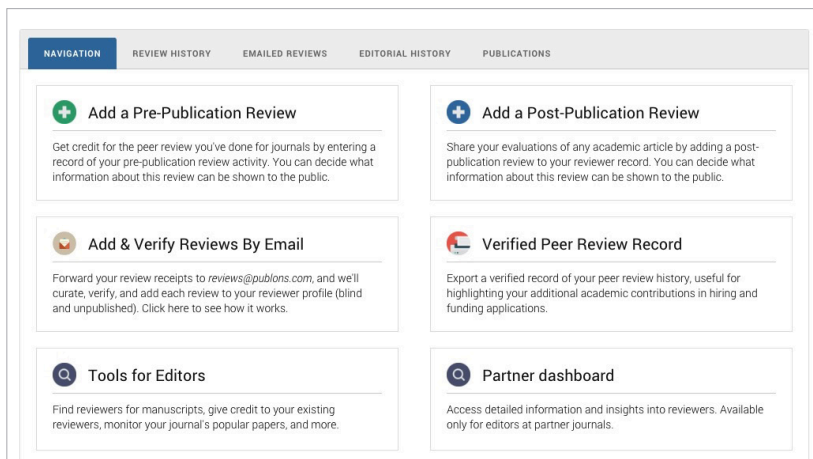 NAVIGATION REVIEW HISTORY EMAILED REVIEWS EDITORIAL HISTORY PUBLICATIONS
Add a Pre-Publication Review
Get credit for the peer review you've done for journals by entering a
record of your pre-publication review activity. You can decide what
information about this review can be shown to the public.
Add a Post-Publication Review
Share your evaluations of any academic article by adding a post-
publication review to your reviewer record. You can decide what
information about this review can be shown to the public.
Add & Verify Reviews By Email
Forward your review receipts to reviews@publons.com, and we'll
curate, verify, and add each review to your reviewer profile (blind
and unpublished). Click here to see how it works.
Verified Peer Review Record
Export a verified record of your peer review history, useful for
highlighting your additional academic contributions in hiring and
funding applications.
Tools for Editors
Find reviewers for manuscripts, give credit to your existing
reviewers, monitor your journal's popular papers, and more.
Partner dashboard
Access detailed information and insights into reviewers. Available
only for editors at partner journals.